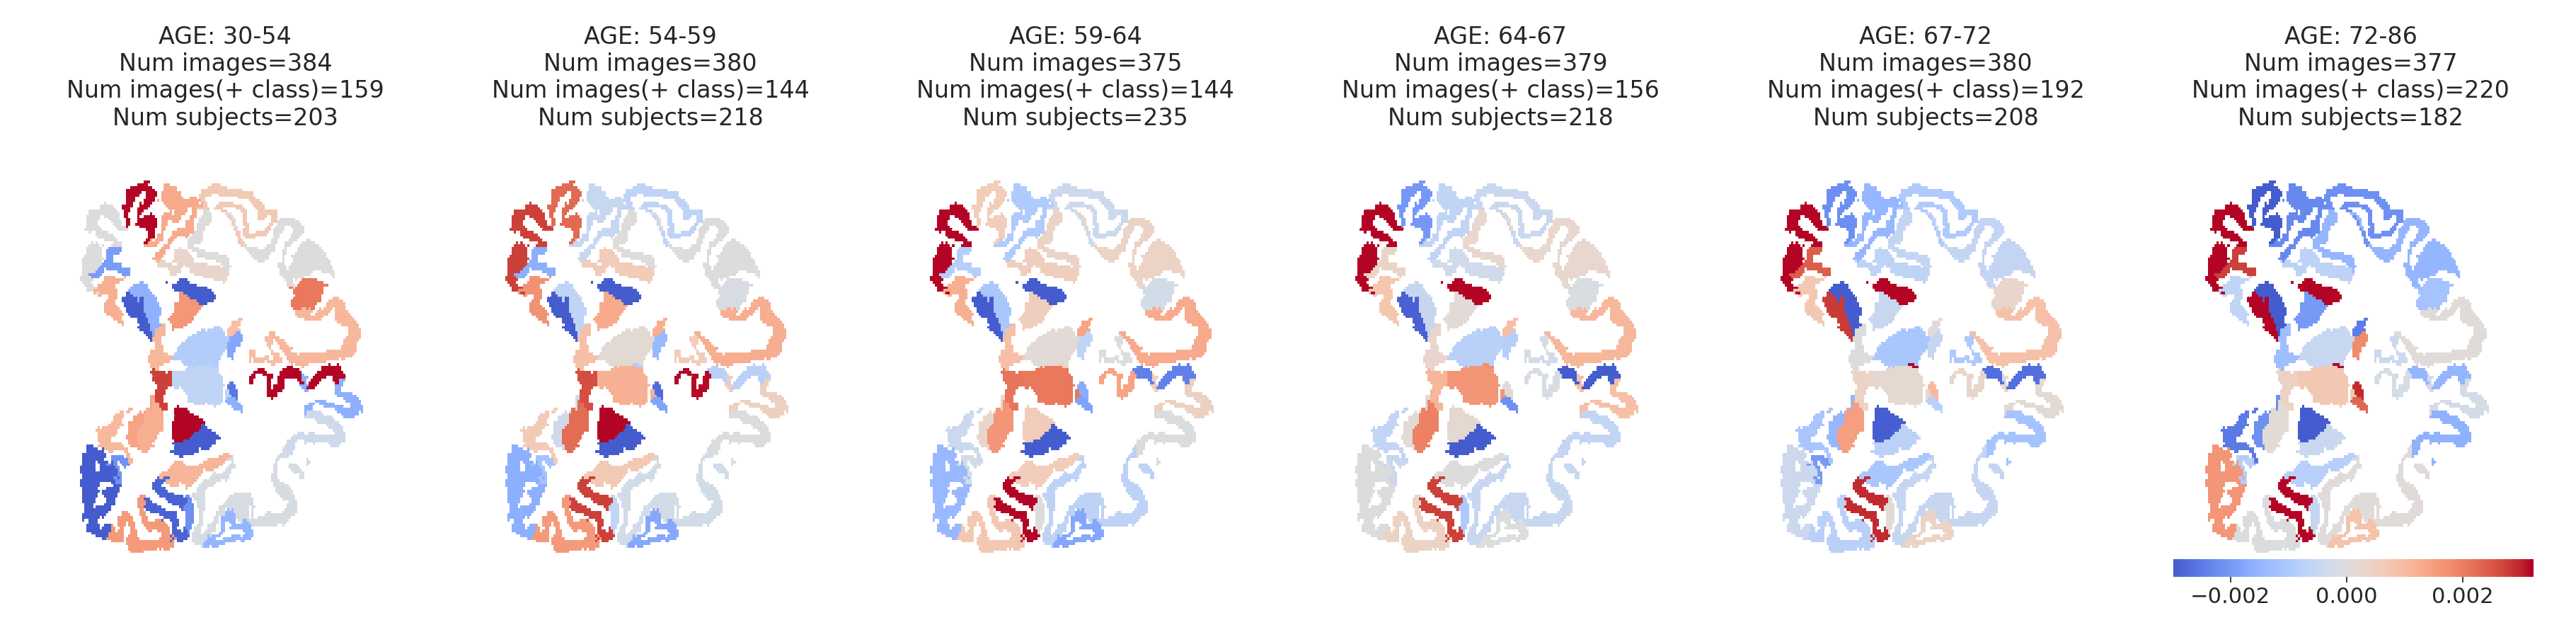 AGE: 30-54
Num images=384
Num images(+ class)=159
Num subjects=203
AGE: 54-59
Num images=380
Num images(+ class)=144
Num subjects=218
AGE: 59-64
Num images=375
Num images(+ class)=144
Num subjects=235
AGE: 64-67
Num images=379
Num images(+ class)=156
Num subjects=218
AGE: 67-72
Num images=380
Num images(+ class)=192
Num subjects=208
AGE: 72-86
Num images=377
Num images(+ class)=220
Num subjects=182
−0.002 0.000 0.002